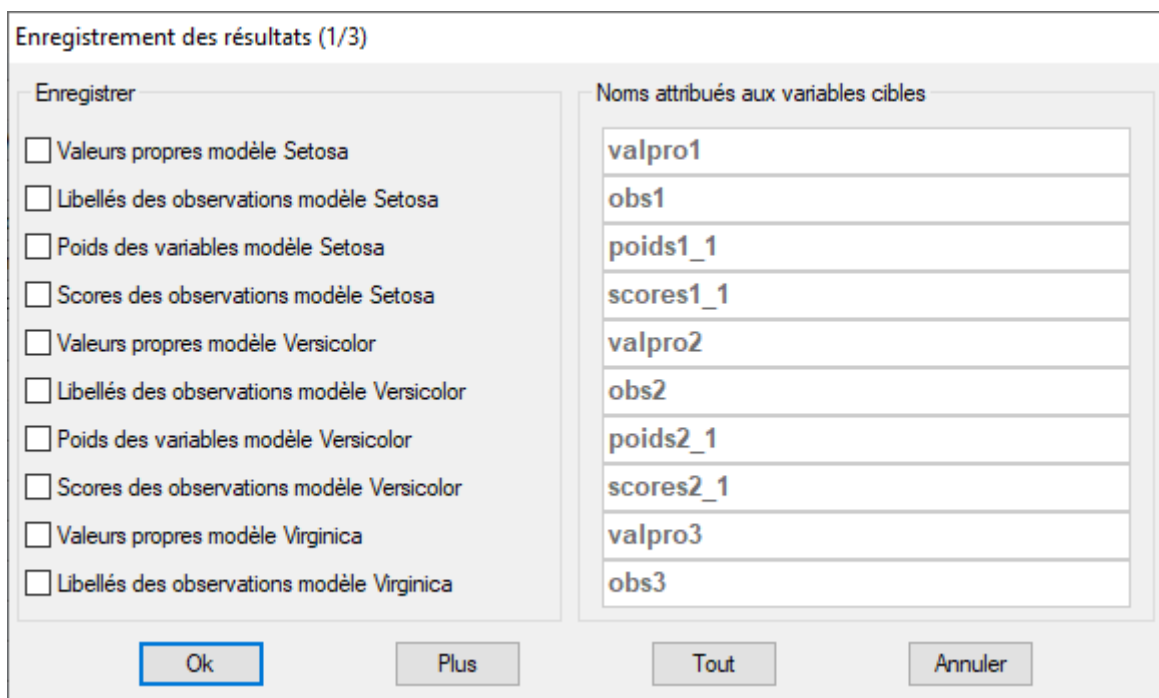 Enregistrement des résultats (1/3)
Enregistrer
Noms attribués aux variables cibles
Valeurs propres modèle Setosa
valpro1
Libellés des observations modèle Setosa
obs1
Poids des variables modèle Setosa
poids1_1
Scores des observations modèle Setosa
scores1_1
Valeurs propres modèle Versicolor
valpro2
Libellés des observations modèle Versicolor
obs2
Poids des variables modèle Versicolor
poids2_1
Scores des observations modèle Versicolor
scores2_1
Valeurs propres modèle Virginica
valpro3
Libellés des observations modèle Virginica
obs3
Ok
Plus
Tout
Annuler